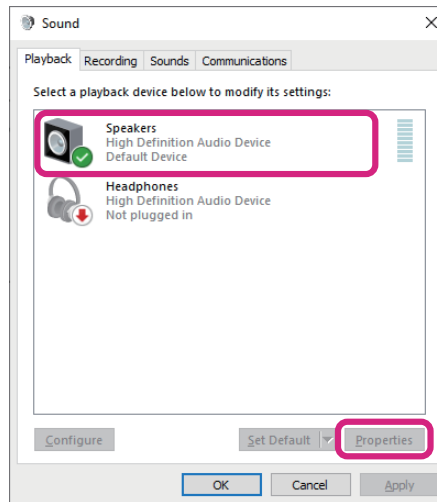 Sound
Playback Recording Sounds Communications
Select a playback device below to modify its settings:
Speakers
High Definition Audio Device
Default Device
Headphones
High Definition Audio Device
Not plugged in
Configure Set Default Properties
OK Cancel Apply